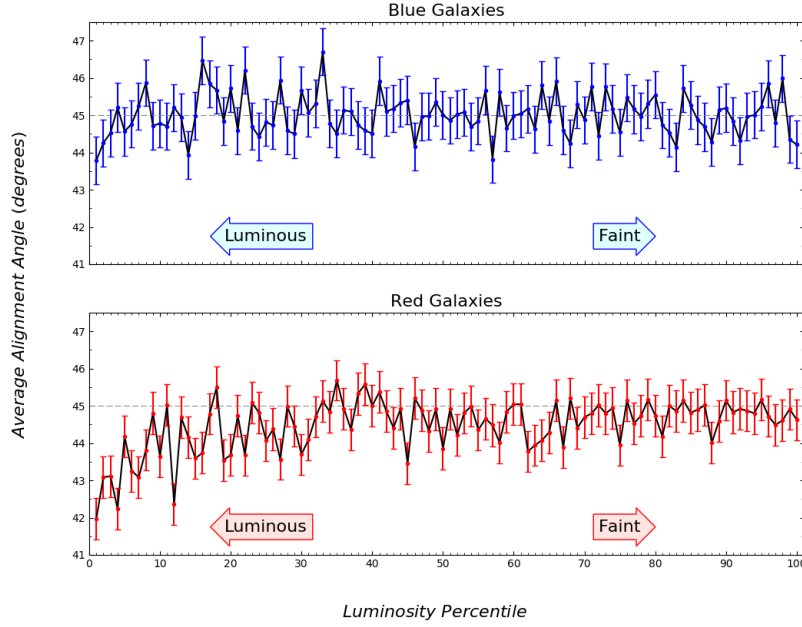 Blue Galaxies
47
46
45
44
43
42
41
Luminous
Faint
Average Alignment Angle (degrees)
Red Galaxies
47
46
45
44
43
42
41
Luminous
Faint
0 10 20 30 40 50 60 70 80 90 100
Luminosity Percentile